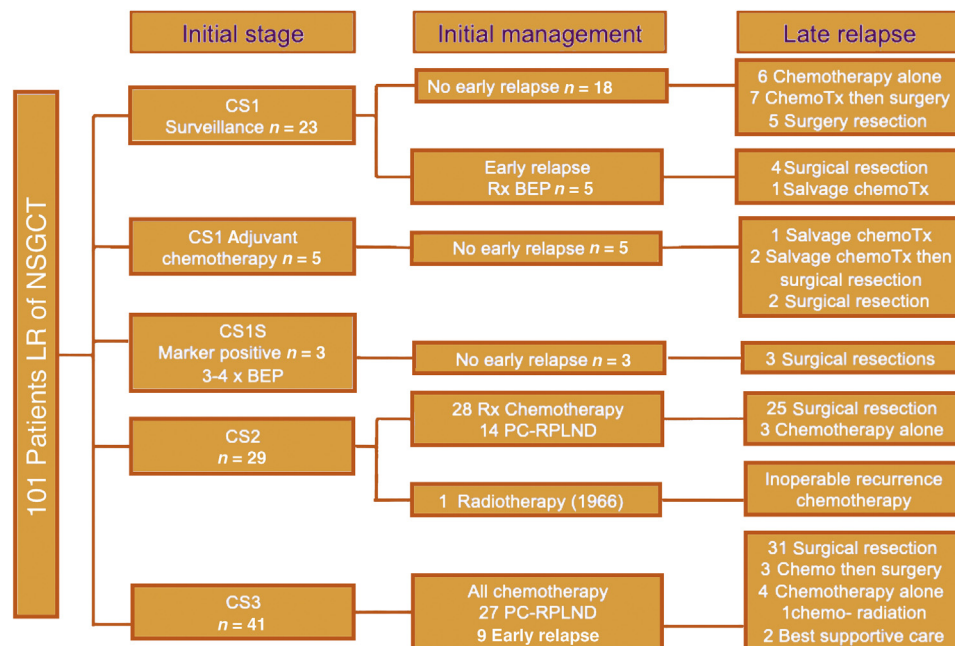 Initial stage
Initial management
Late relapse
101 Patients LR of NSGCT
CS1
Surveillance n = 23
No early relapse n = 18
6 Chemotherapy alone
7 ChemoTx then surgery
5 Surgery resection
Early relapse
Rx BEP n = 5
4 Surgical resection
1 Salvage chemoTx
CS1 Adjuvant
chemotherapy n = 5
No early relapse n = 5
1 Salvage chemoTx
2 Salvage chemoTx then
surgical resection
2 Surgical resection
CS1S
Marker positive n = 3
3-4 x BEP
No early relapse n = 3
3 Surgical resections
CS2
n = 29
28 Rx Chemotherapy
14 PC-RPLND
25 Surgical resection
3 Chemotherapy alone
1 Radiotherapy (1966)
Inoperable recurrence
chemotherapy
CS3
n = 41
All chemotherapy
27 PC-RPLND
9 Early relapse
31 Surgical resection
3 Chemo then surgery
4 Chemotherapy alone
1chemo- radiation
2 Best supportive care